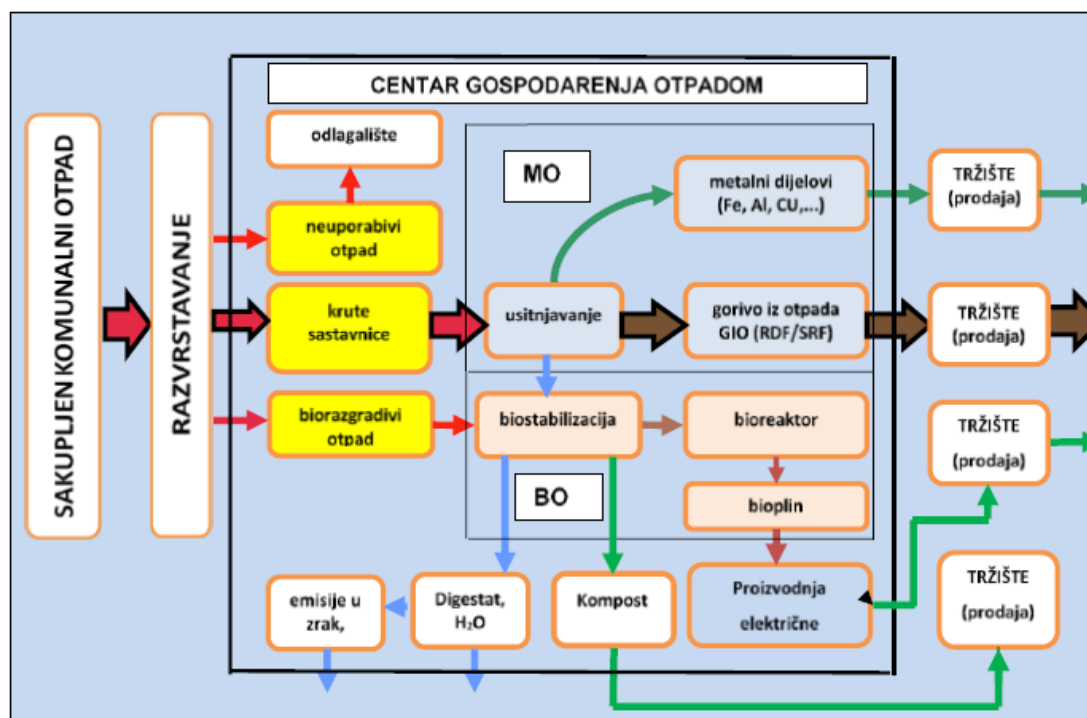 CENTAR GOSPODARENJA OTPADOM
SAKUPLJEN KOMUNALNI OTPAD
RAZVRSTAVANJE
odlagalište
neuporabivi
otpad
krute
sastavnice
biorazgradivi
otpad
MO
metalni dijelovi
(Fe, Al, CU,...)
usitnjavanje
gorivo iz otpada
GIO (RDF/SRF)
biostabilizacija
bioreaktor
BO
bioplin
emisije u
zrak,
Digestat,
H₂O
Kompost
Proizvodnja
električne
TRŽIŠTE
(prodaja)
TRŽIŠTE
(prodaja)
TRŽIŠTE
(prodaja)
TRŽIŠTE
(prodaja)